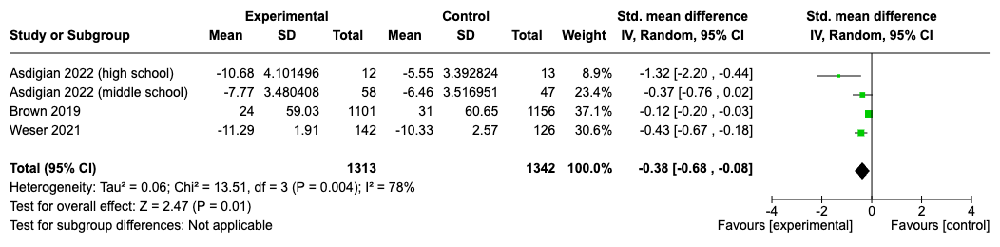 Experimental Control Std. mean difference Std. mean difference
Study or Subgroup Mean SD Total Mean SD Total Weight IV, Random, 95% CI IV, Random, 95% CI
Asdigian 2022 (high school) -10.68 4.101496 12 -5.55 3.392824 13 8.9% -1.32 [-2.20 , -0.44]
Asdigian 2022 (middle school) -7.77 3.480408 58 -6.46 3.516951 47 23.4% -0.37 [-0.76 , 0.02]
Brown 2019 24 59.03 1101 31 60.65 1156 37.1% -0.12 [-0.20 , -0.03]
Weser 2021 -11.29 1.91 142 -10.33 2.57 126 30.6% -0.43 [-0.67 , -0.18]
Total (95% CI) 1313 1342 100.0% -0.38 [-0.68 , -0.08]
Heterogeneity: Tau² = 0.06; Chi² = 13.51, df = 3 (P = 0.004); I² = 78%
Test for overall effect: Z = 2.47 (P = 0.01) -4 -2 0 2 4
Test for subgroup differences: Not applicable Favours [experimental] Favours [control]